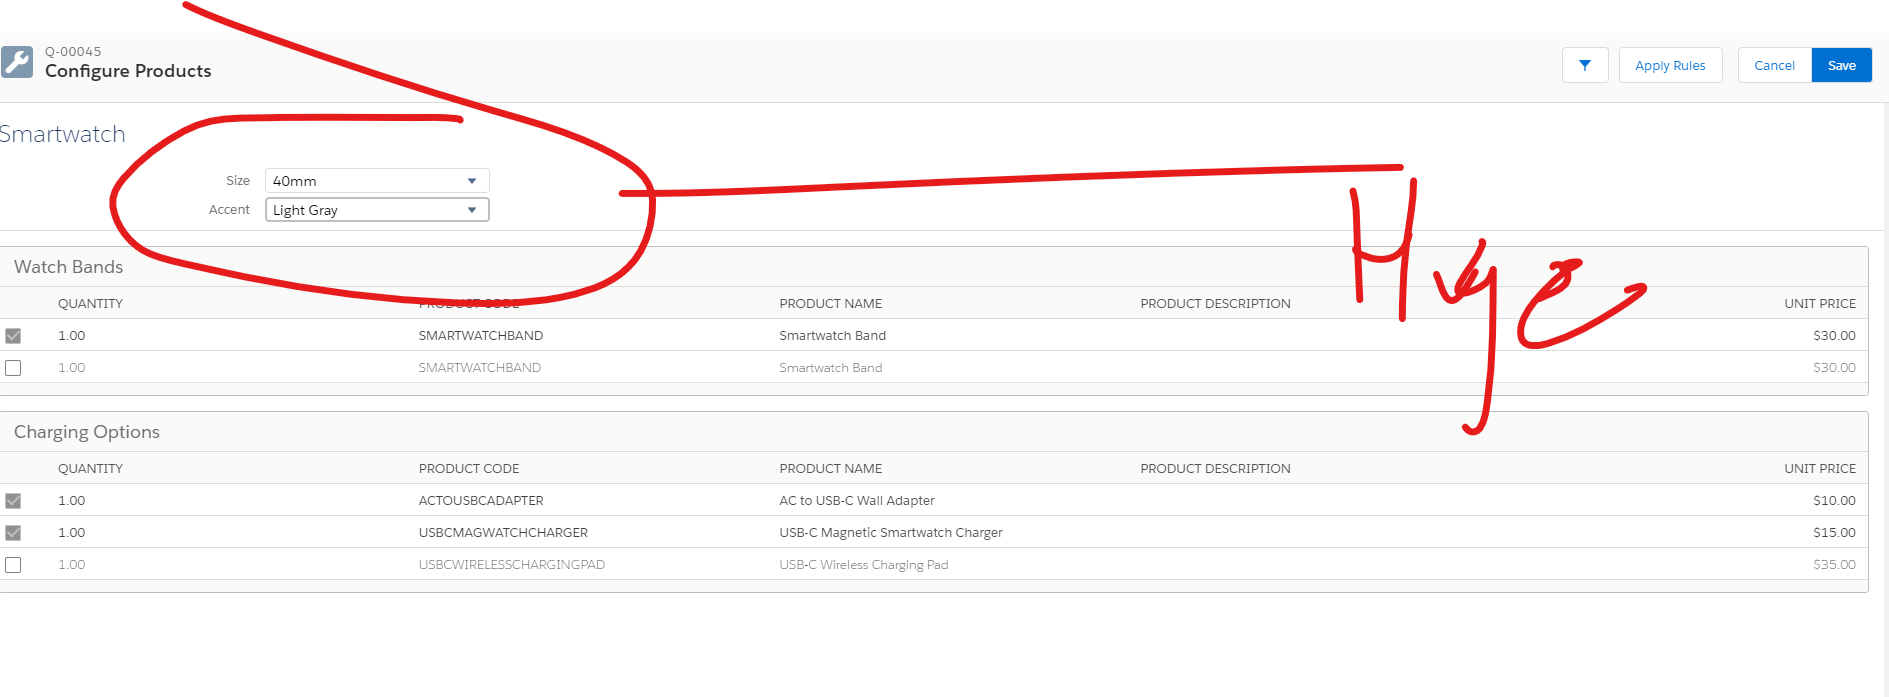 Q-00045
Configure Products
Apply Rules
Cancel
Save
Smartwatch
Size 40mm
Accent Light Gray
Watch Bands
QUANTITY PRODUCT CODE PRODUCT NAME PRODUCT DESCRIPTION UNIT PRICE
1.00 SMARTWATCHBAND Smartwatch Band $30.00
1.00 SMARTWATCHBAND Smartwatch Band $30.00
Charging Options
QUANTITY PRODUCT CODE PRODUCT NAME PRODUCT DESCRIPTION UNIT PRICE
1.00 ACTOUSBCADAPTER AC to USB-C Wall Adapter $10.00
1.00 USBCMAGWATCHCHARGER USB-C Magnetic Smartwatch Charger $15.00
1.00 USBCWIRELESSCHARGINGPAD USB-C Wireless Charging Pad $35.00